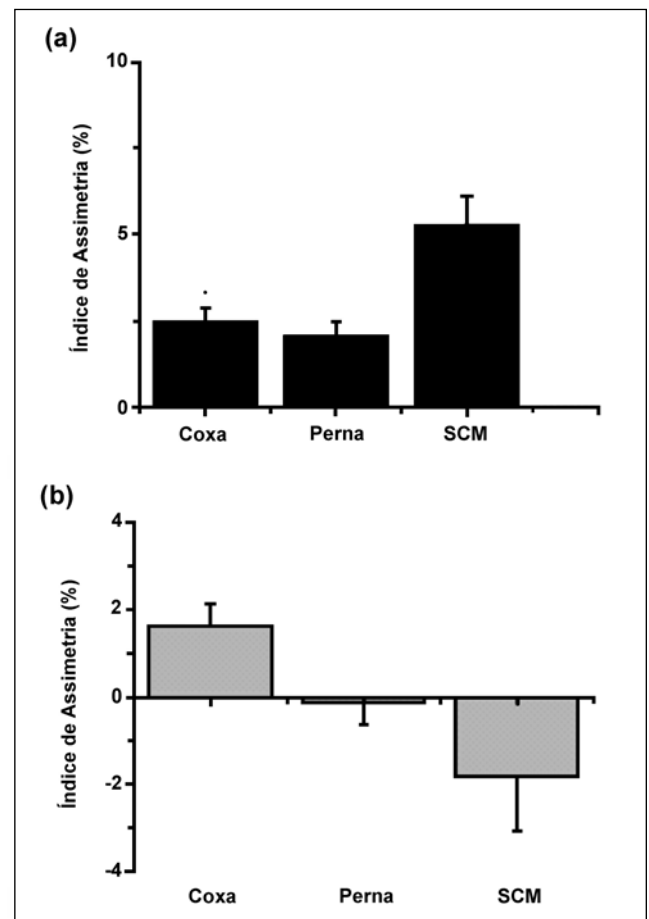 (a)
10
5
0
Índice de Assimetria (%)
Coxa
Perna
SCM
(b)
4
2
0
-2
-4
Índice de Assimetria (%)
Coxa
Perna
SCM